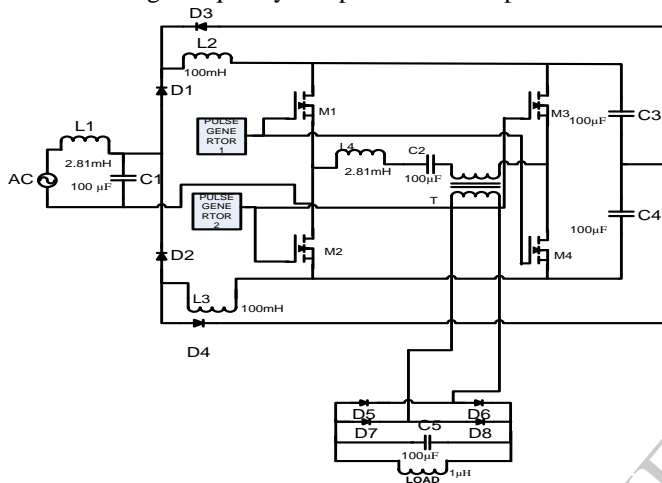 D3
L2
100mH
D1
M1
M3
C3
100µF
PULSE
GENE
RTOR
1
L1
2.81mH
C1
100 µF
AC
L4
2.81mH
C2
100µF
T
PULSE
GENE
RTOR
2
C4
100µF
D2
M2
M4
L3
100mH
D4
D5
D6
C5
D7
D8
100µF
1µH
LOAD